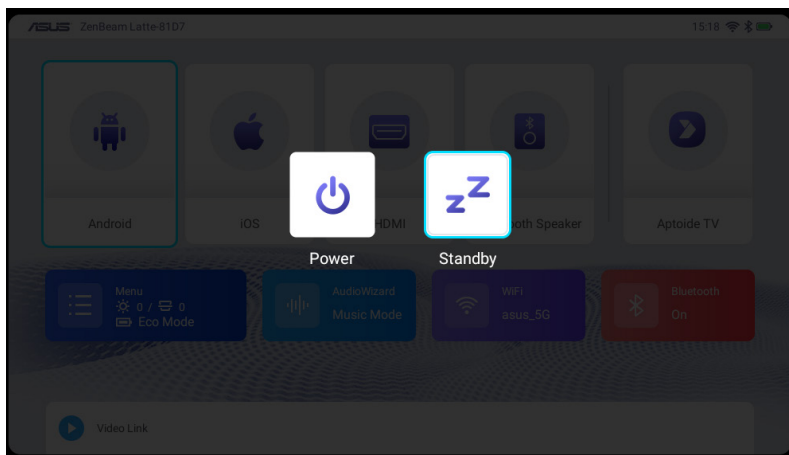 ASUS ZenBeam Latte-81D7 15:18
Android iOS HDMI Bluetooth Speaker Aptoide TV
zZ
Power Standby
Menu
0 / 0
Eco Mode
AudioWizard
Music Mode
WiFi
asus_5G
Bluetooth
On
Video Link